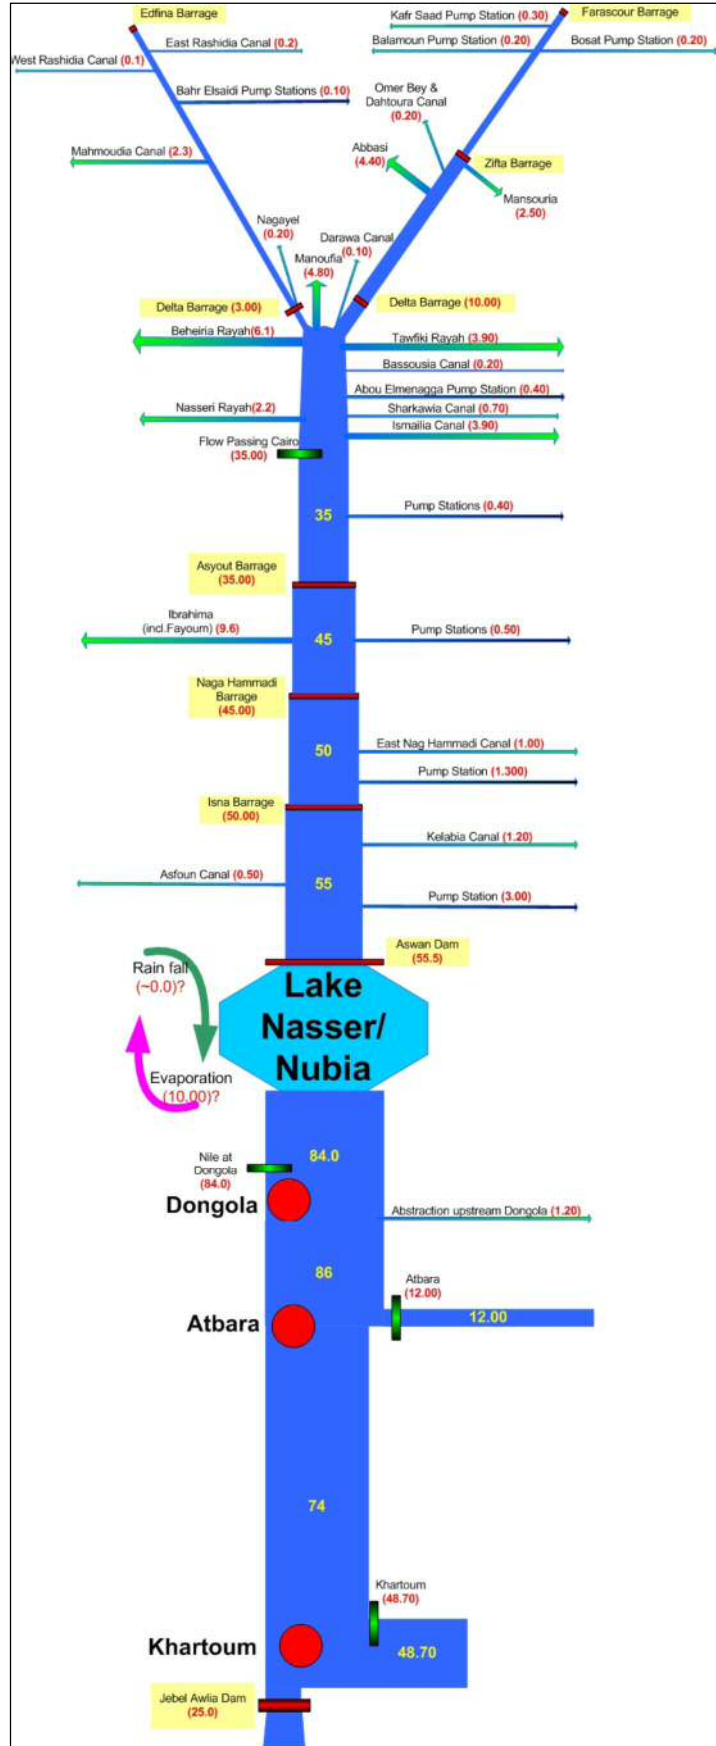 Edfina Barrage
Kafr Saad Pump Station (0.30)
Farascour Barrage
East Rashidia Canal (0.2)
Balamoun Pump Station (0.20)
Bosat Pump Station (0.20)
West Rashidia Canal (0.1)
Bahr Elsaidi Pump Stations (0.10)
Omer Bey &
Dahtoura Canal
(0.20)
Mahmoudia Canal (2.3)
Abbasi
(4.40)
Zifta Barrage
Mansouria
(2.50)
Nagayel
(0.20)
Darawa Canal
(0.10)
Manoufia
(4.80)
Delta Barrage (3.00)
Delta Barrage (10.00)
Beheiria Rayah(6.1)
Tawfiki Rayah (3.90)
Bassousia Canal (0.20)
Abou Elmenagga Pump Station (0.40)
Nasseri Rayah(2.2)
Sharkawia Canal (0.70)
Ismailia Canal (3.90)
Flow Passing Cairo
(35.00)
35
Pump Stations (0.40)
Asyout Barrage
(35.00)
Ibrahima
(incl.Fayoum) (9.6)
45
Pump Stations (0.50)
Naga Hammadi
Barrage
(45.00)
50
East Nag Hammadi Canal (1.00)
Pump Station (1.300)
Isna Barrage
(50.00)
Kelabia Canal (1.20)
Asfoun Canal (0.50)
55
Pump Station (3.00)
Aswan Dam
(55.5)
Rain fall
(~0.0)?
Lake
Nasser/
Nubia
Evaporation
(10.00)?
84.0
Nile at
Dongola
(84.0)
Dongola
Abstraction upstream Dongola (1.20)
86
Atbara
(12.00)
Atbara
12.00
74
Khartoum
(48.70)
Khartoum
48.70
Jebel Awlia Dam
(25.0)